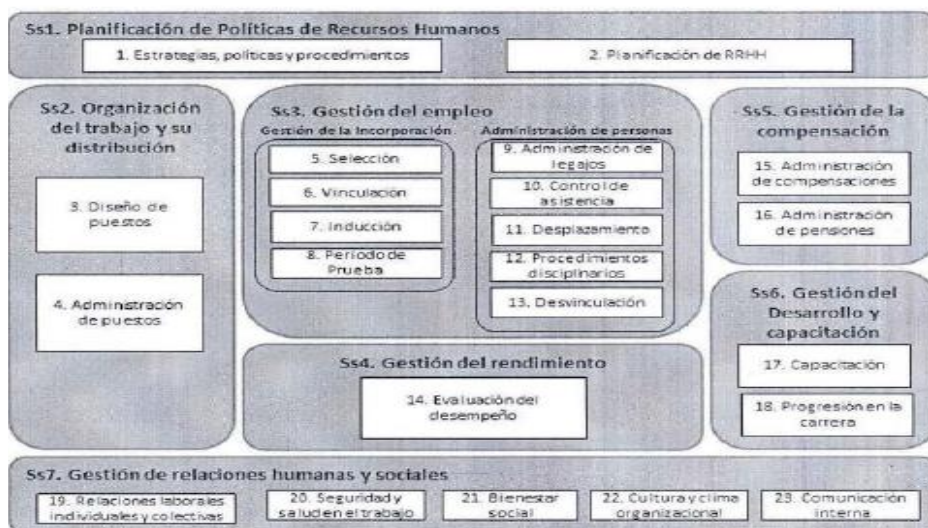 Ss1. Planificación de Políticas de Recursos Humanos
1. Estrategias, políticas y procedimientos
2. Planificación de RRHH
Ss2. Organización
del trabajo y su
distribución
3. Diseño de
puestos
4. Administración
de puestos
Ss3. Gestión del empleo
Gestión de la Incorporación
5. Selección
6. Vinculación
7. Inducción
8. Período de
Prueba
Administración de personas
9. Administración de
legajos
10. Control de
asistencia
11. Desplazamiento
12. Procedimientos
disciplinarios
13. Desvinculación
Ss4. Gestión del rendimiento
14. Evaluación del
desempeño
Ss5. Gestión de la
compensación
15. Administración
de compensaciones
16. Administración
de pensiones
Ss6. Gestión del
Desarrollo y
capacitación
17. Capacitación
18. Progresión en la
carrera
Ss7. Gestión de relaciones humanas y sociales
19. Relaciones laborales
individuales y colectivas
20. Seguridad y
salud en el trabajo
21. Bienestar
social
22. Cultura y clima
organizacional
23. Comunicación
interna